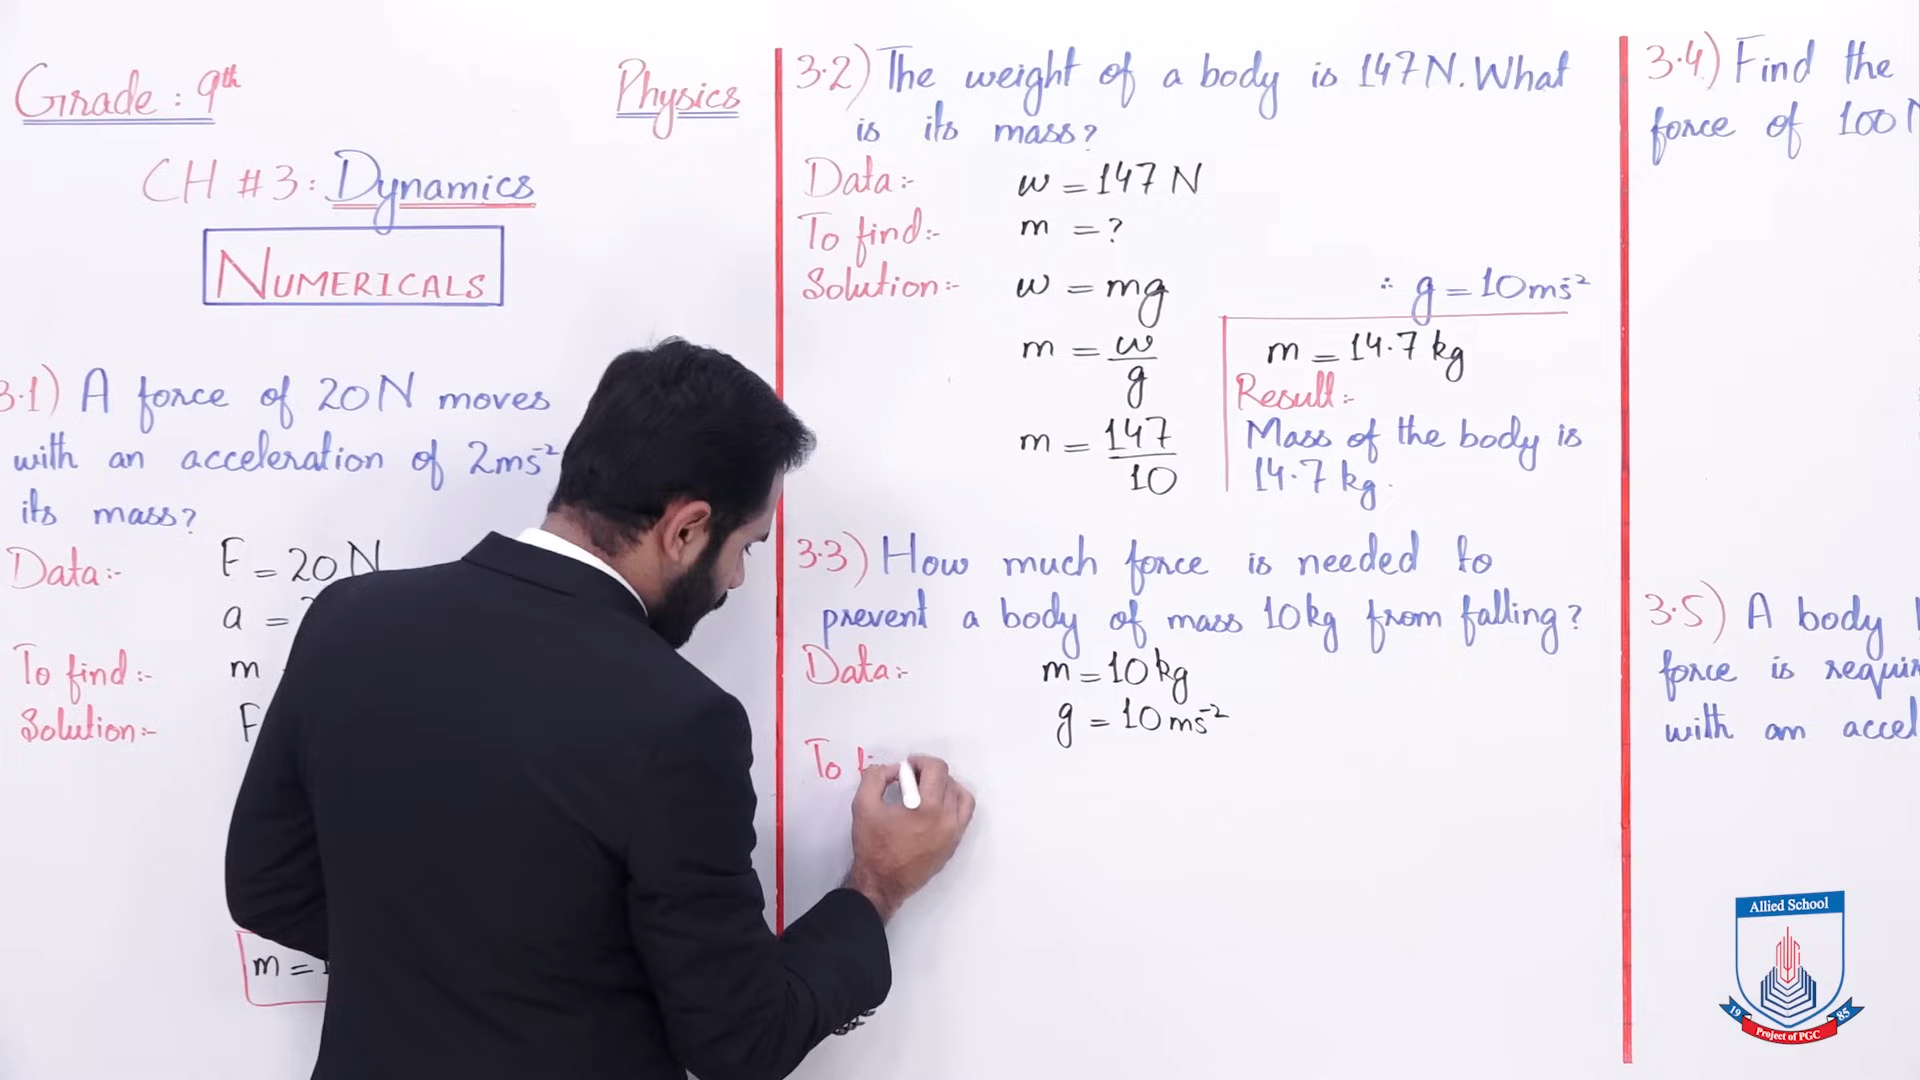 Grade: 9th
Physics
CH # 3: Dynamics
NUMERICALS
3.1) A force of 20N moves
with an acceleration of 2ms⁻²
its mass?
Data:- F = 20N
a =
To find:- m
Solution:- F
m =
3.2) The weight of a body is 147N. What
is its mass?
Data:- w = 147 N
To find:- m = ?
Solution:- w = mg ∴ g = 10ms⁻²
m = w/g
m = 147/10
m = 14.7 kg
Result:-
Mass of the body is
14.7 kg.
3.3) How much force is needed to
prevent a body of mass 10kg from falling?
Data:- m = 10kg
g = 10ms⁻²
To
3.4) Find the
force of 100
3.5) A body
force is
with an
Allied School
19 85
Project of PGC